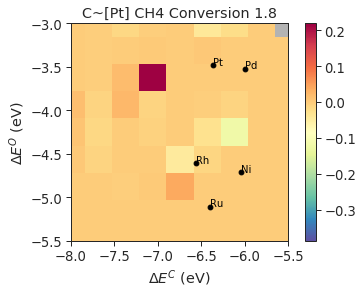 C~[Pt] CH4 Conversion 1.8
−3.0
−3.5
−4.0
−4.5
−5.0
−5.5
ΔE^O (eV)
Pt
Pd
Rh
Ni
Ru
−8.0 −7.5 −7.0 −6.5 −6.0 −5.5
ΔE^C (eV)
0.2
0.1
0.0
−0.1
−0.2
−0.3